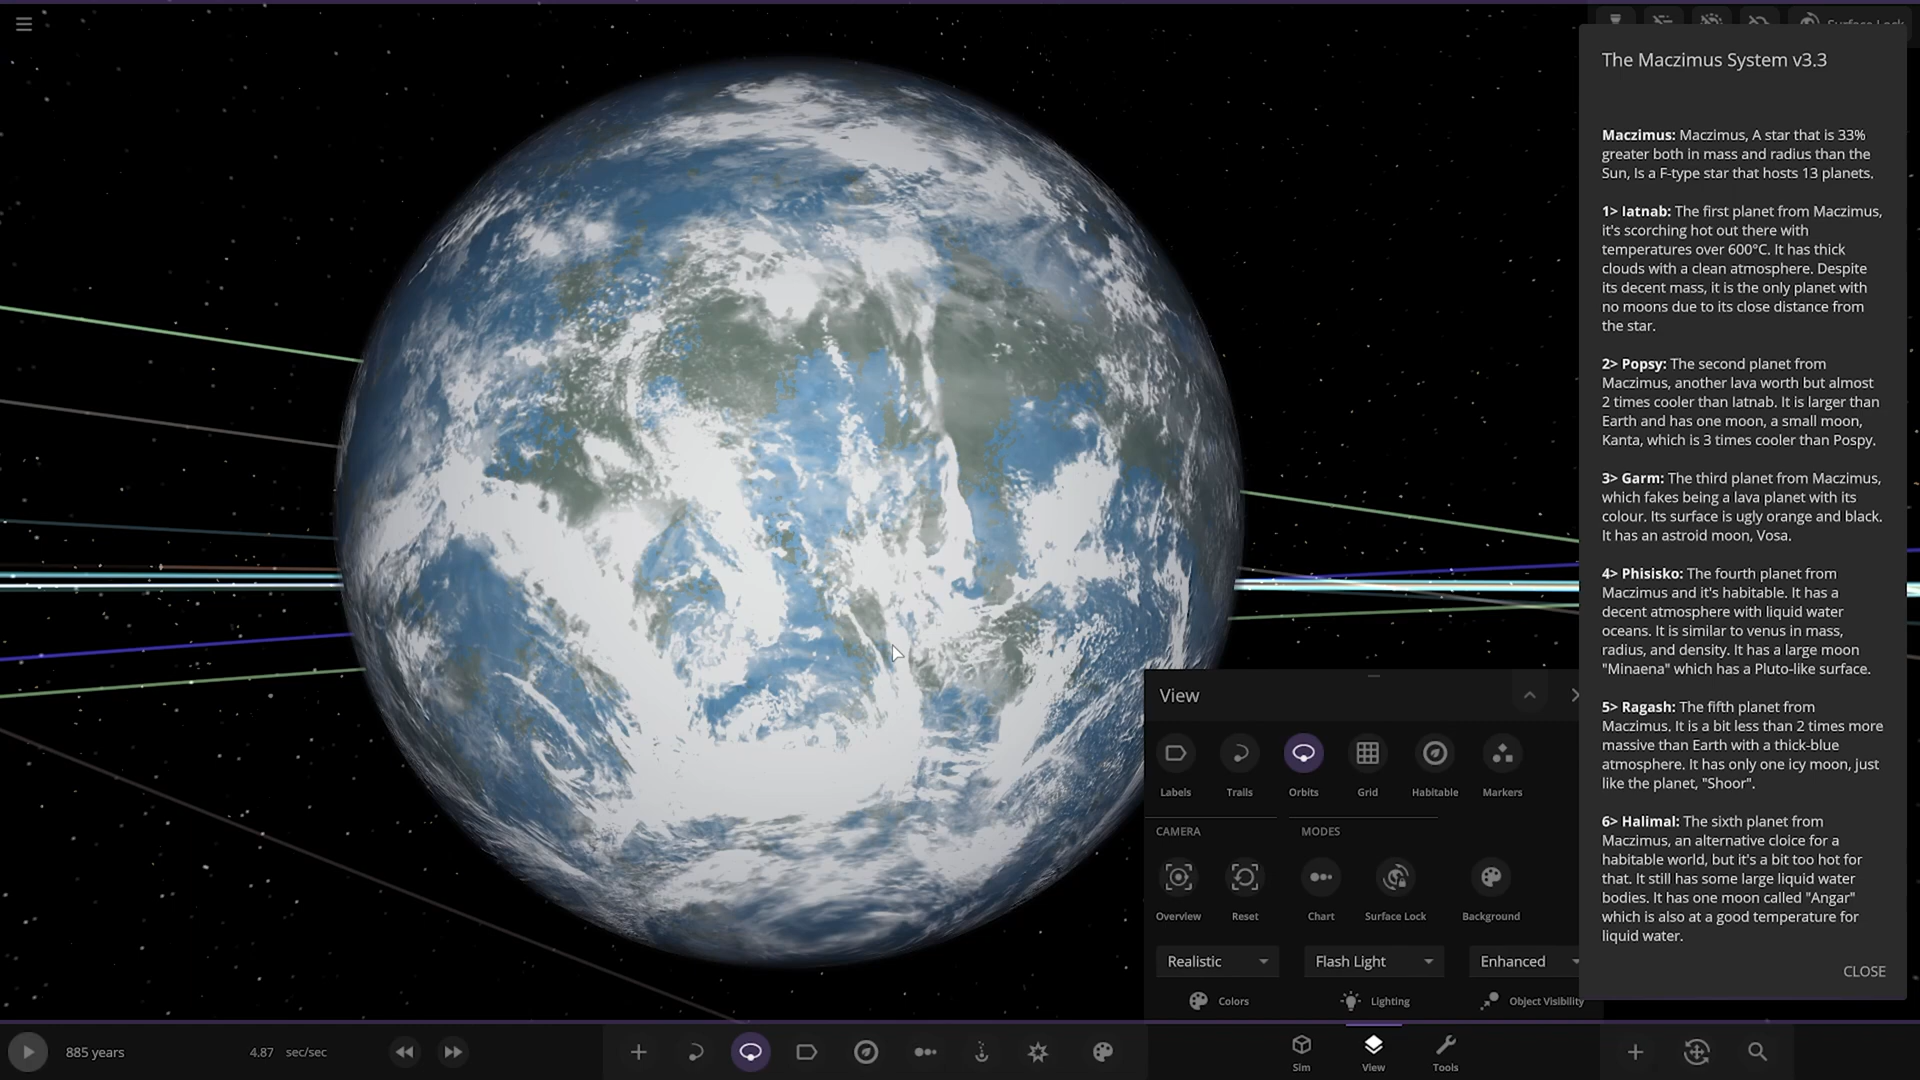 Surface Lock
The Maczimus System v3.3
Maczimus: Maczimus, A star that is 33%
greater both in mass and radius than the
Sun, Is a F-type star that hosts 13 planets.
1> Iatnab: The first planet from Maczimus,
it's scorching hot out there with
temperatures over 600°C. It has thick
clouds with a clean atmosphere. Despite
its decent mass, it is the only planet with
no moons due to its close distance from
the star.
2> Popsy: The second planet from
Maczimus, another lava worth but almost
2 times cooler than Iatnab. It is larger than
Earth and has one moon, a small moon,
Kanta, which is 3 times cooler than Pospy.
3> Garm: The third planet from Maczimus,
which fakes being a lava planet with its
colour. Its surface is ugly orange and black.
It has an astroid moon, Vosa.
4> Phisisko: The fourth planet from
Maczimus and it's habitable. It has a
decent atmosphere with liquid water
oceans. It is similar to venus in mass,
radius, and density. It has a large moon
"Minaena" which has a Pluto-like surface.
5> Ragash: The fifth planet from
Maczimus. It is a bit less than 2 times more
massive than Earth with a thick-blue
atmosphere. It has only one icy moon, just
like the planet, "Shoor".
6> Halimal: The sixth planet from
Maczimus, an alternative cloice for a
habitable world, but it's a bit too hot for
that. It still has some large liquid water
bodies. It has one moon called "Angar"
which is also at a good temperature for
liquid water.
CLOSE
View
Labels Trails Orbits Grid Habitable Markers
CAMERA MODES
Overview Reset Chart Surface Lock Background
Realistic Flash Light Enhanced
Colors Lighting Object Visibility
885 years 4.87 sec/sec
Sim View Tools